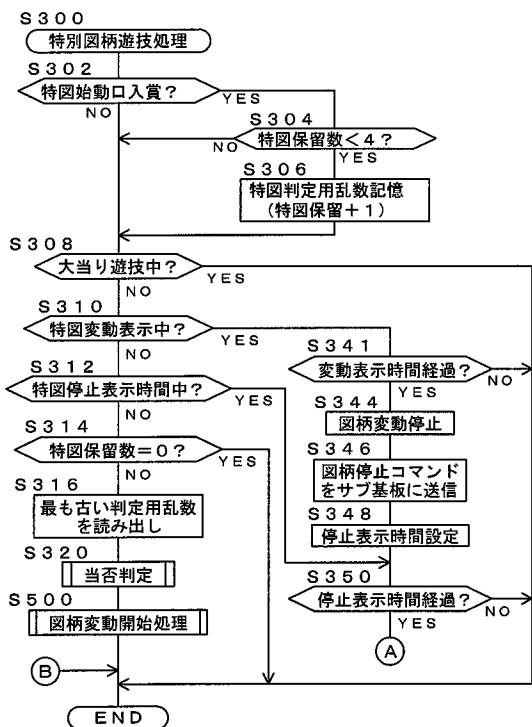 S300
特別図柄遊技処理
S302
特図始動口入賞?
YES
NO
S304
特図保留数<4?
NO
YES
S306
特図判定用乱数記憶
(特図保留+1)
S308
大当り遊技中?
YES
NO
S310
特図変動表示中?
YES
NO
S312
特図停止表示時間中?
YES
NO
S314
特図保留数=0?
YES
NO
S316
最も古い判定用乱数
を読み出し
S320
当否判定
S500
図柄変動開始処理
B
END
S341
変動表示時間経過?
NO
YES
S344
図柄変動停止
S346
図柄停止コマンド
をサブ基板に送信
S348
停止表示時間設定
S350
停止表示時間経過?
NO
YES
A